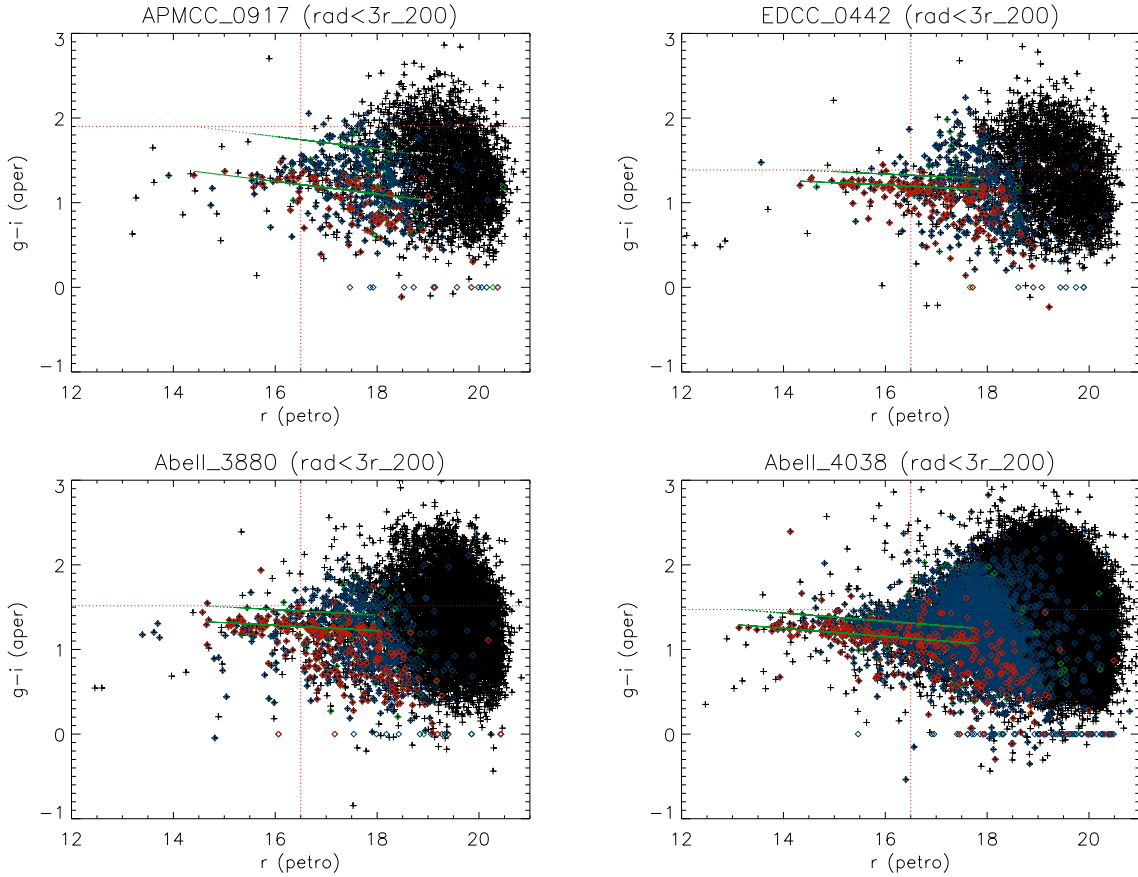 APMCC_0917 (rad<3r_200)
g-i (aper)
3
2
1
0
-1
12 14 16 18 20
r (petro)
EDCC_0442 (rad<3r_200)
g-i (aper)
3
2
1
0
-1
12 14 16 18 20
r (petro)
Abell_3880 (rad<3r_200)
g-i (aper)
3
2
1
0
-1
12 14 16 18 20
r (petro)
Abell_4038 (rad<3r_200)
g-i (aper)
3
2
1
0
-1
12 14 16 18 20
r (petro)